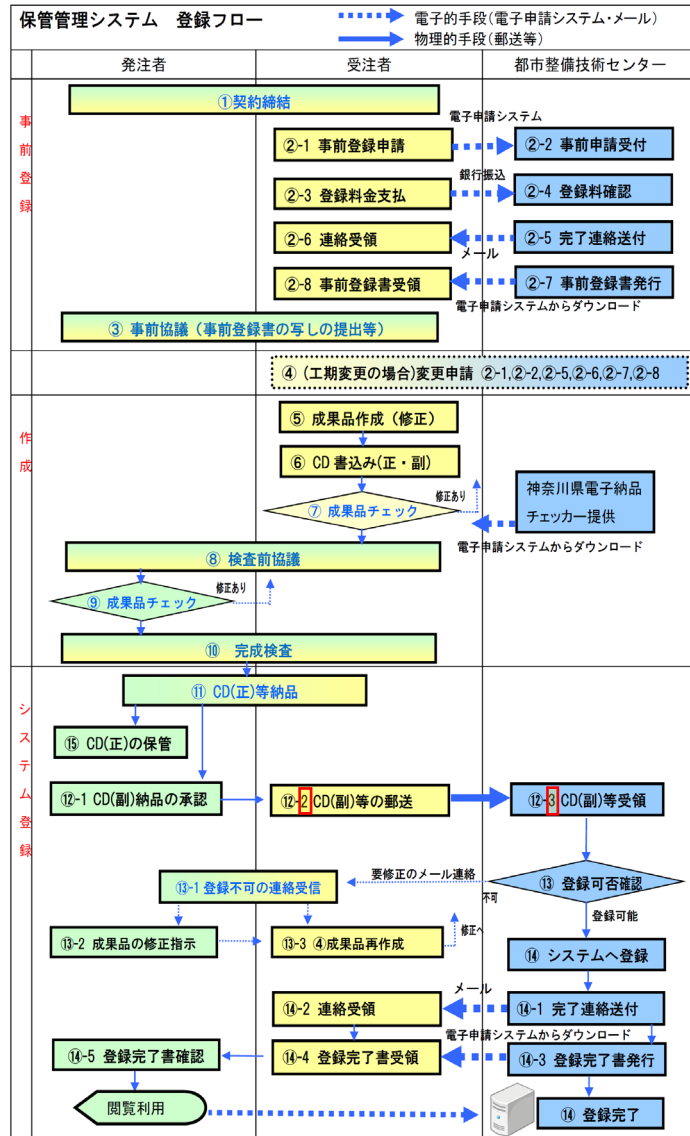 保管管理システム 登録フロー
電子的手段(電子申請システム・メール)
物理的手段(郵送等)
発注者
受注者
都市整備技術センター
事前登録
①契約締結
電子申請システム
②-1 事前登録申請
②-2 事前申請受付
銀行振込
②-3 登録料金支払
②-4 登録料確認
②-6 連絡受領
②-5 完了連絡送付
メール
②-8 事前登録書受領
②-7 事前登録書発行
電子申請システムからダウンロード
③ 事前協議（事前登録書の写しの提出等）
④ (工期変更の場合)変更申請 ②-1,②-2,②-5,②-6,②-7,②-8
作成
⑤ 成果品作成（修正）
⑥ CD書込み(正・副)
修正あり
⑦ 成果品チェック
神奈川県電子納品
チェッカー提供
電子申請システムからダウンロード
⑧ 検査前協議
修正あり
⑨ 成果品チェック
⑩ 完成検査
システム登録
⑪ CD(正)等納品
⑮ CD(正)の保管
⑫-1 CD(副)納品の承認
⑫-2 CD(副)等の郵送
⑫-3 CD(副)等受領
要修正のメール連絡
⑬ 登録可否確認
⑬-1 登録不可の連絡受信
不可
登録可能
⑬-2 成果品の修正指示
⑬-3 ④成果品再作成
修正へ
⑭ システムへ登録
メール
⑭-2 連絡受領
⑭-1 完了連絡送付
電子申請システムからダウンロード
⑭-5 登録完了書確認
⑭-4 登録完了書受領
⑭-3 登録完了書発行
閲覧利用
⑭ 登録完了